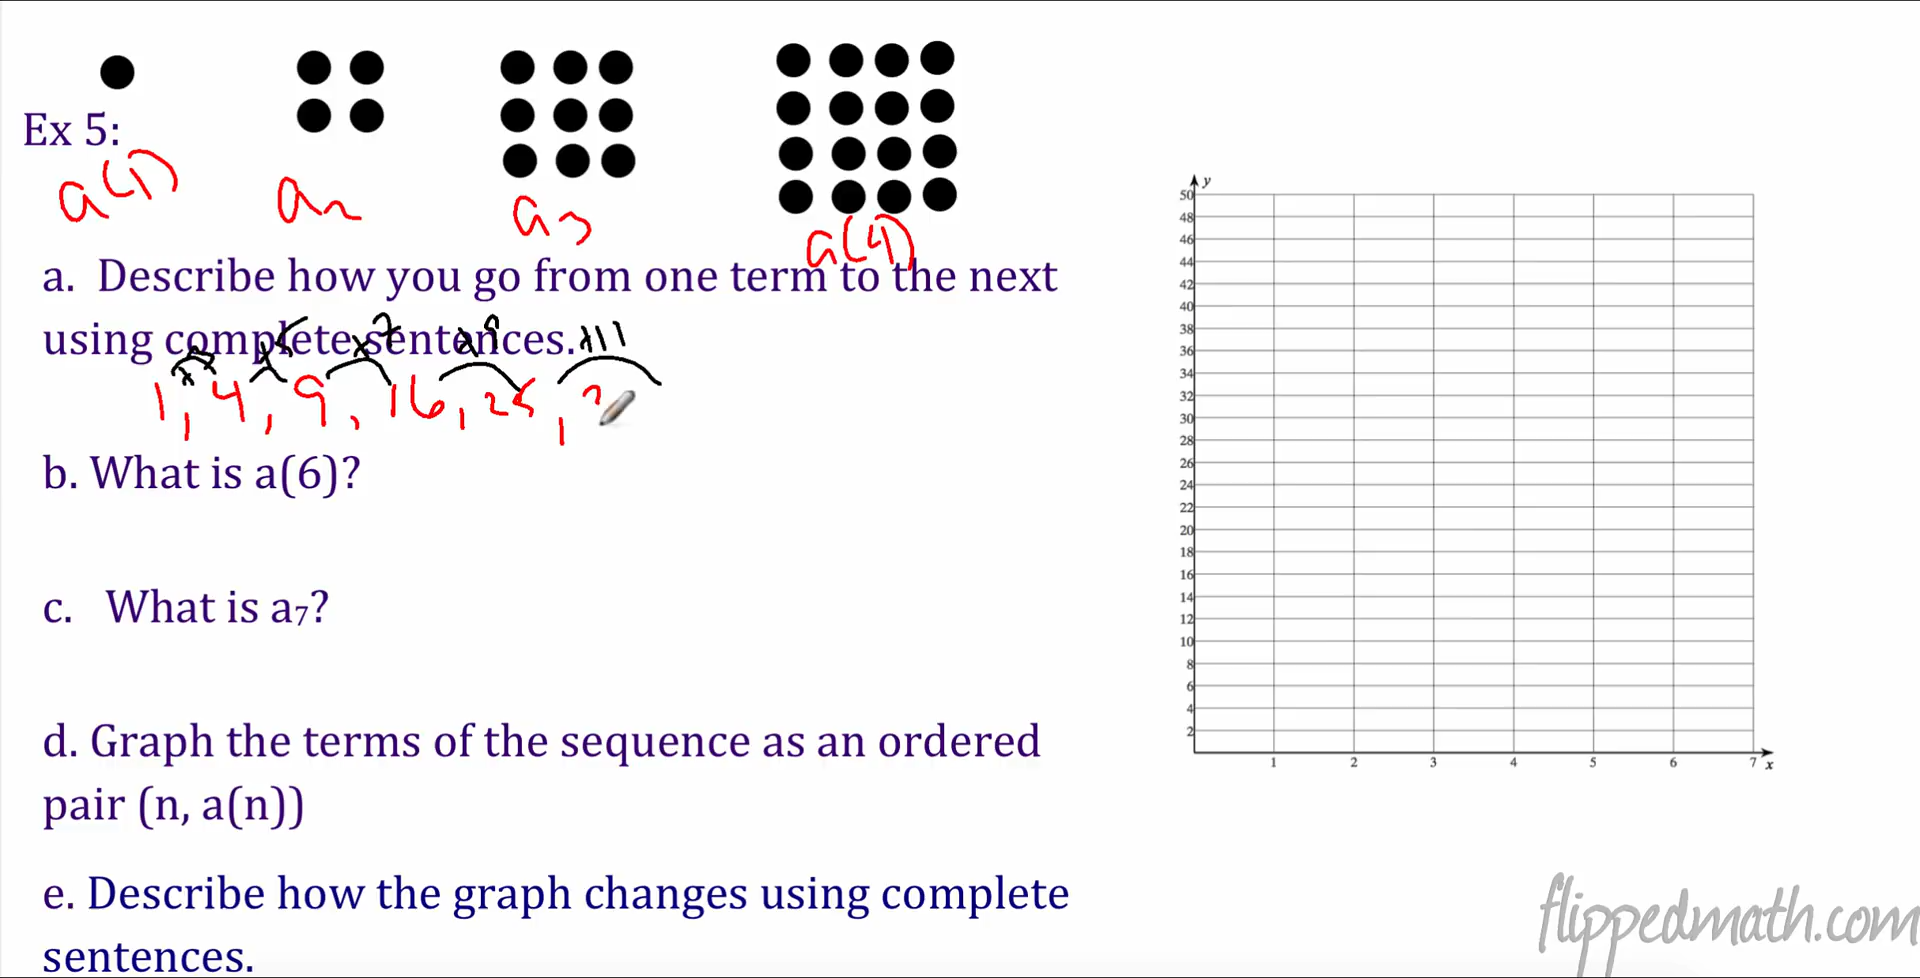 Ex 5:
a(1)
a2
a3
a(4)
a. Describe how you go from one term to the next
using complete sentences.
+3 +5 +7 +9 +11
1, 4, 9, 16, 25,
b. What is a(6)?
c. What is a₇?
d. Graph the terms of the sequence as an ordered
pair (n, a(n))
e. Describe how the graph changes using complete
sentences.
y
50
48
46
44
42
40
38
36
34
32
30
28
26
24
22
20
18
16
14
12
10
8
6
4
2
1 2 3 4 5 6 7 x
flippedmath.com